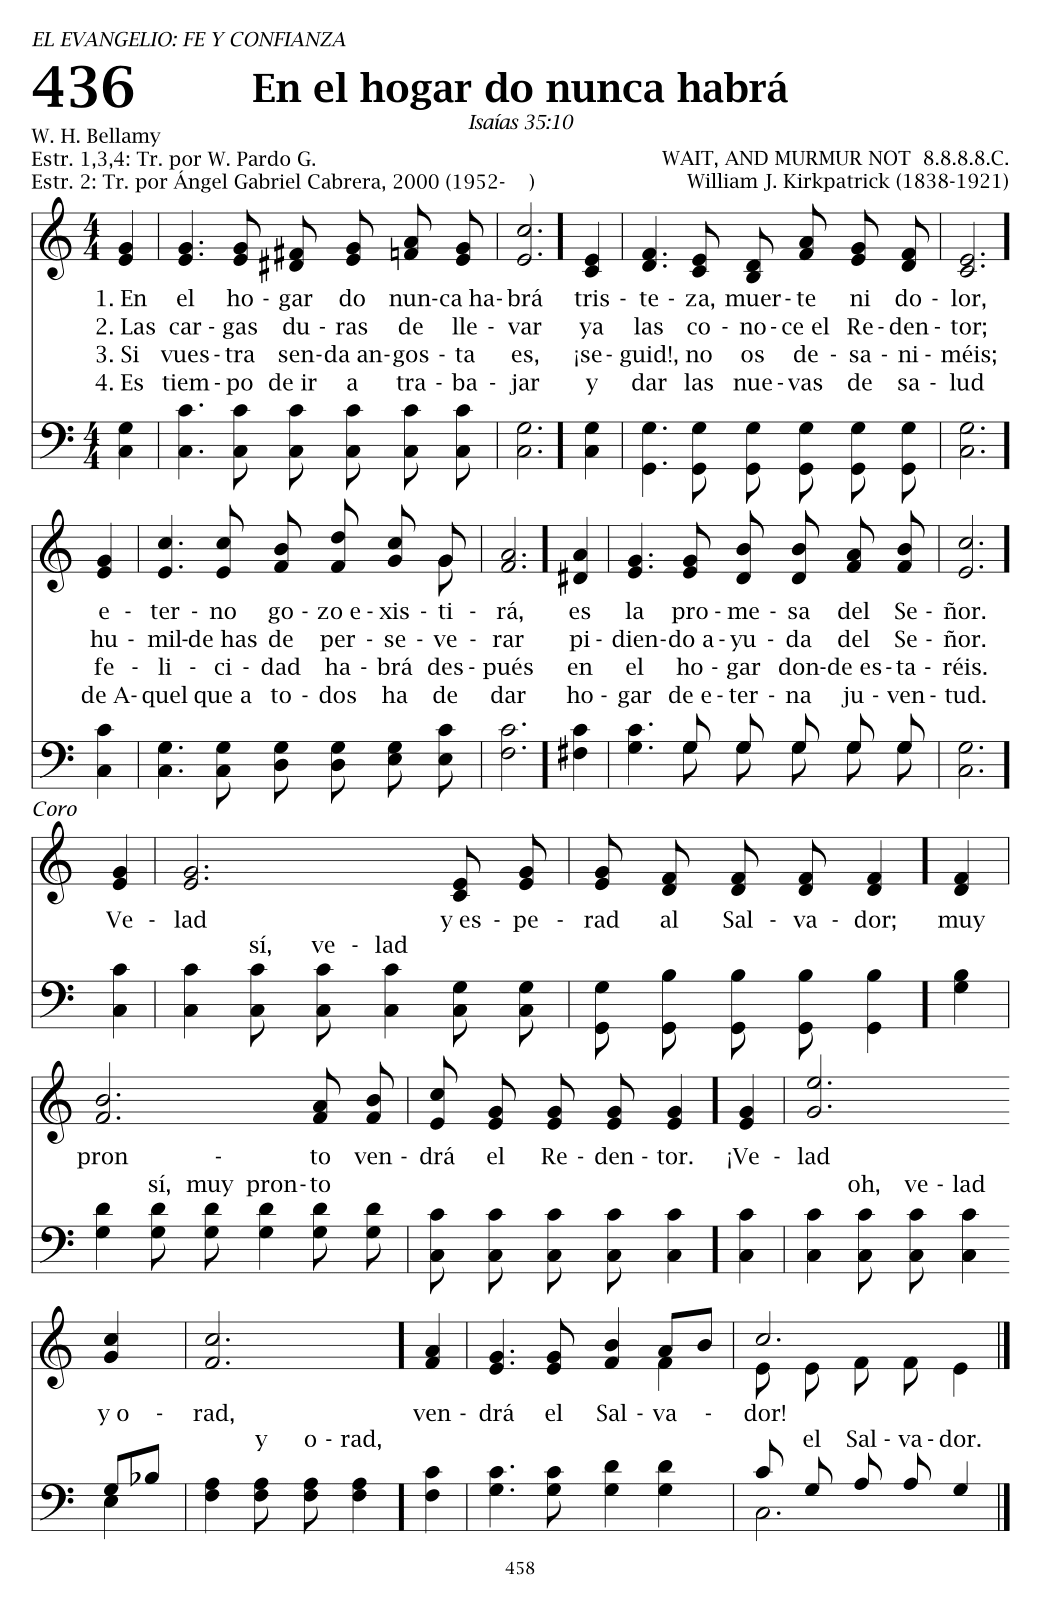 EL EVANGELIO: FE Y CONFIANZA
436
En el hogar do nunca habrá
Isaías 35:10
W. H. Bellamy
Estr. 1,3,4: Tr. por W. Pardo G.
WAIT, AND MURMUR NOT 8.8.8.8.C.
Estr. 2: Tr. por Ángel Gabriel Cabrera, 2000 (1952- )
William J. Kirkpatrick (1838-1921)
1. En el ho - gar do nun-ca ha-brá tris - te - za, muer-te ni do - lor,
2. Las car - gas du - ras de lle - var ya las co - no-ce el Re-den - tor;
3. Si vues-tra sen-da an-gos - ta es, ¡se-guid!, no os de - sa - ni - méis;
4. Es tiem-po de ir a tra - ba - jar y dar las nue-vas de sa - lud
e - ter - no go - zo e-xis - ti - rá, es la pro-me - sa del Se - ñor.
hu - mil-de has de per - se - ve - rar pi - dien-do a-yu - da del Se - ñor.
fe - li - ci - dad ha - brá des-pués en el ho - gar don-de es-ta - réis.
de A-quel que a to - dos ha de dar ho - gar de e-ter - na ju - ven-tud.
Coro
Ve - lad y es - pe - rad al Sal - va - dor; muy
sí, ve - lad
pron - to ven - drá el Re - den - tor. ¡Ve - lad
sí, muy pron-to oh, ve - lad
y o - rad, ven - drá el Sal - va - dor!
y o - rad, el Sal - va - dor.
458